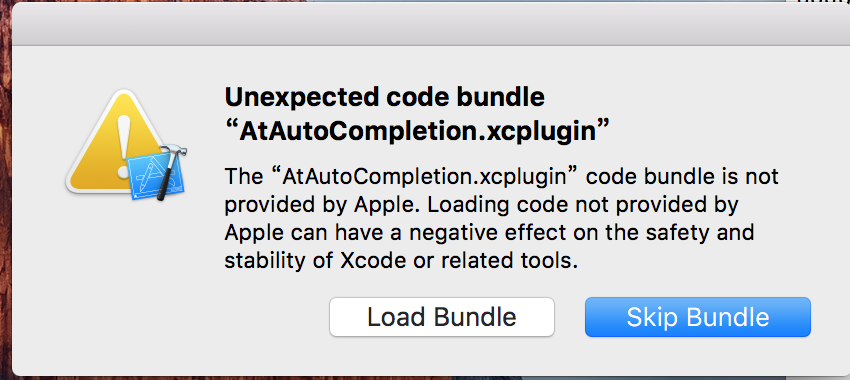 Unexpected code bundle
“AtAutoCompletion.xcplugin”
The “AtAutoCompletion.xcplugin” code bundle is not
provided by Apple. Loading code not provided by
Apple can have a negative effect on the safety and
stability of Xcode or related tools.
Load Bundle
Skip Bundle